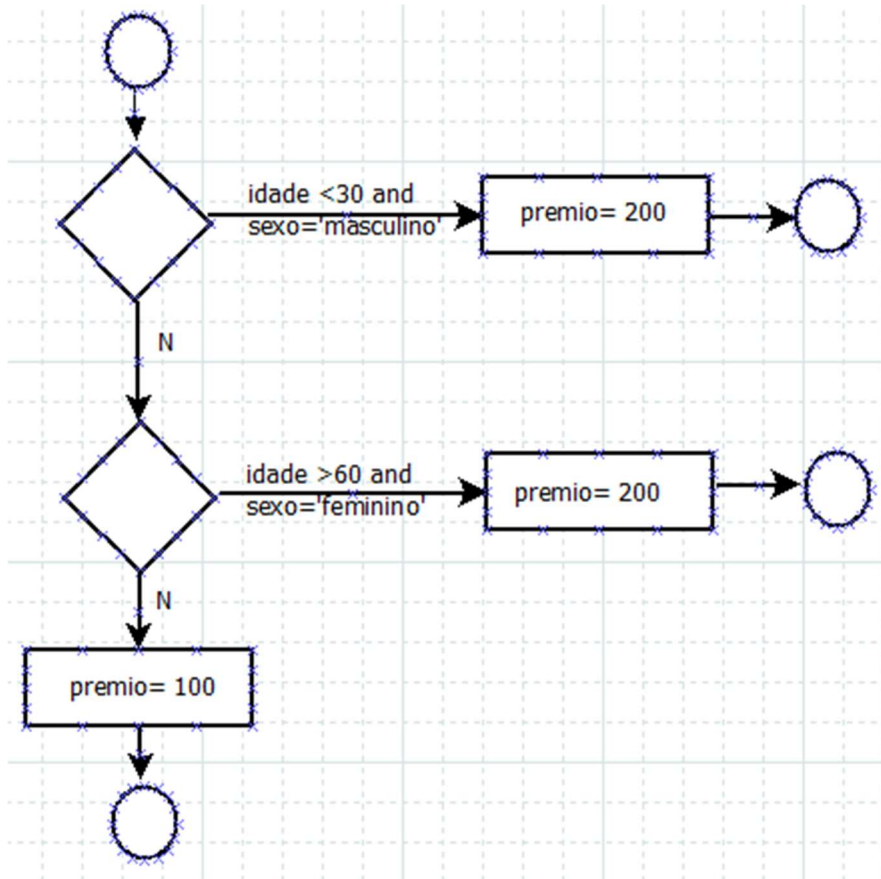 idade <30 and
sexo='masculino'
premio= 200
N
idade >60 and
sexo='feminino'
premio= 200
N
premio= 100